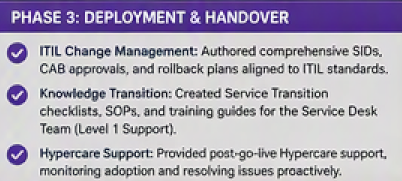 PHASE 3: DEPLOYMENT & HANDOVER
ITIL Change Management: Authored comprehensive SIDs,
CAB approvals, and rollback plans aligned to ITIL standards.
Knowledge Transition: Created Service Transition
checklists, SOPs, and training guides for the Service Desk
Team (Level 1 Support).
Hypercare Support: Provided post-go-live Hypercare support,
monitoring adoption and resolving issues proactively.